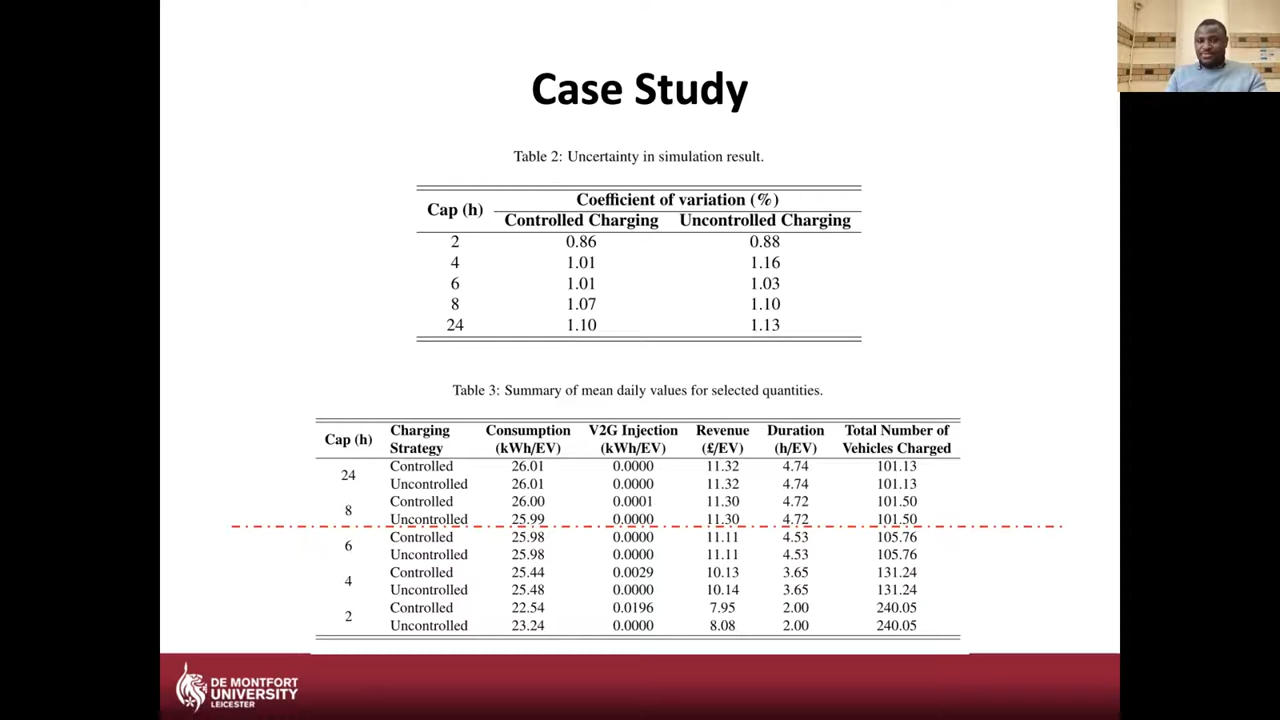 Case Study
Table 2: Uncertainty in simulation result.
Cap (h) Coefficient of variation (%)
Controlled Charging Uncontrolled Charging
2 0.86 0.88
4 1.01 1.16
6 1.01 1.03
8 1.07 1.10
24 1.10 1.13
Table 3: Summary of mean daily values for selected quantities.
Cap (h) Charging Strategy Consumption (kWh/EV) V2G Injection (kWh/EV) Revenue (£/EV) Duration (h/EV) Total Number of Vehicles Charged
24 Controlled 26.01 0.0000 11.32 4.74 101.13
Uncontrolled 26.01 0.0000 11.32 4.74 101.13
8 Controlled 26.00 0.0001 11.30 4.72 101.50
Uncontrolled 25.99 0.0000 11.30 4.72 101.50
6 Controlled 25.98 0.0000 11.11 4.53 105.76
Uncontrolled 25.98 0.0000 11.11 4.53 105.76
4 Controlled 25.44 0.0029 10.13 3.65 131.24
Uncontrolled 25.48 0.0000 10.14 3.65 131.24
2 Controlled 22.54 0.0196 7.95 2.00 240.05
Uncontrolled 23.24 0.0000 8.08 2.00 240.05
DE MONTFORT
UNIVERSITY
LEICESTER